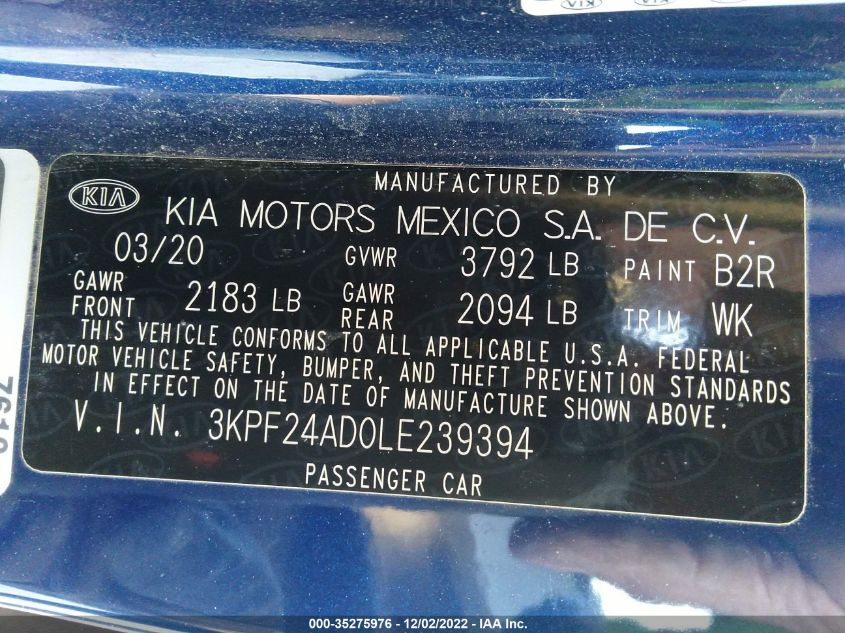 KIA
MANUFACTURED BY
KIA MOTORS MEXICO S.A. DE C.V.
03/20 GVWR 3792 LB PAINT B2R
GAWR FRONT 2183 LB GAWR REAR 2094 LB TRIM WK
THIS VEHICLE CONFORMS TO ALL APPLICABLE U.S.A. FEDERAL
MOTOR VEHICLE SAFETY, BUMPER, AND THEFT PREVENTION STANDARDS
IN EFFECT ON THE DATE OF MANUFACTURE SHOWN ABOVE.
V.I.N. 3KPF24AD0LE239394
PASSENGER CAR
000-35275976 - 12/02/2022 - IAA Inc.